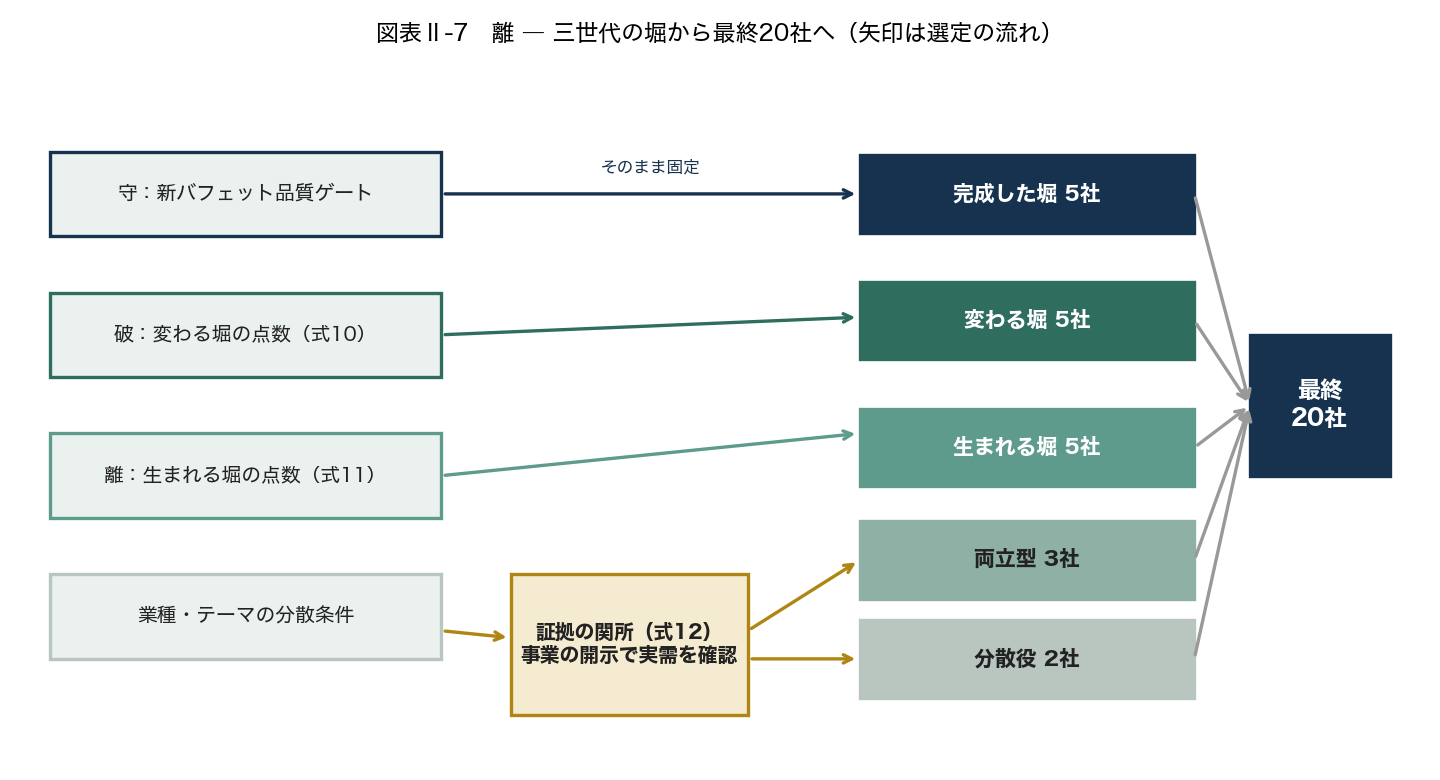 図表Ⅱ-7　離 — 三世代の堀から最終20社へ（矢印は選定の流れ）
守：新バフェット品質ゲート
そのまま固定
完成した堀 5社
破：変わる堀の点数（式10）
変わる堀 5社
離：生まれる堀の点数（式11）
生まれる堀 5社
最終
20社
業種・テーマの分散条件
証拠の関所（式12）
事業の開示で実需を確認
両立型 3社
分散役 2社